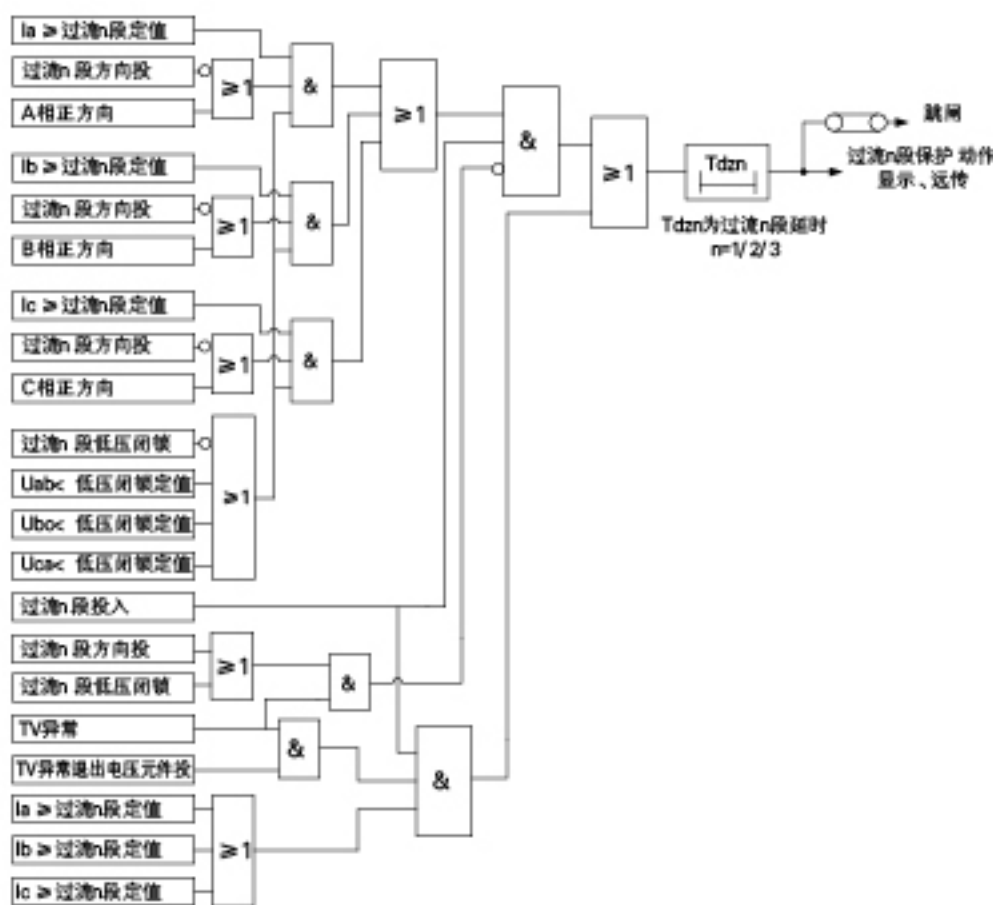 Ia ≥ 过流n段定值
过流n 段方向投
A相正方向
≥1
&
Ib ≥过流n段定值
过流n 段方向投
B相正方向
≥1
&
Ic ≥过流n段定值
过流n 段方向投
C相正方向
≥1
&
过流n 段低压闭锁
Uab< 低压闭锁定值
Ubc< 低压闭锁定值
Uca< 低压闭锁定值
≥1
≥1
&
≥1
Tdzn
跳闸
过流n段保护 动作
显示、远传
Tdzn为过流n段延时
n=1/2/3
过流n 段投入
过流n 段方向投
过流n 段低压闭锁
≥1
&
TV异常
TV异常退出电压元件投
&
&
Ia ≥过流n段定值
Ib ≥过流n段定值
Ic ≥过流n段定值
≥1